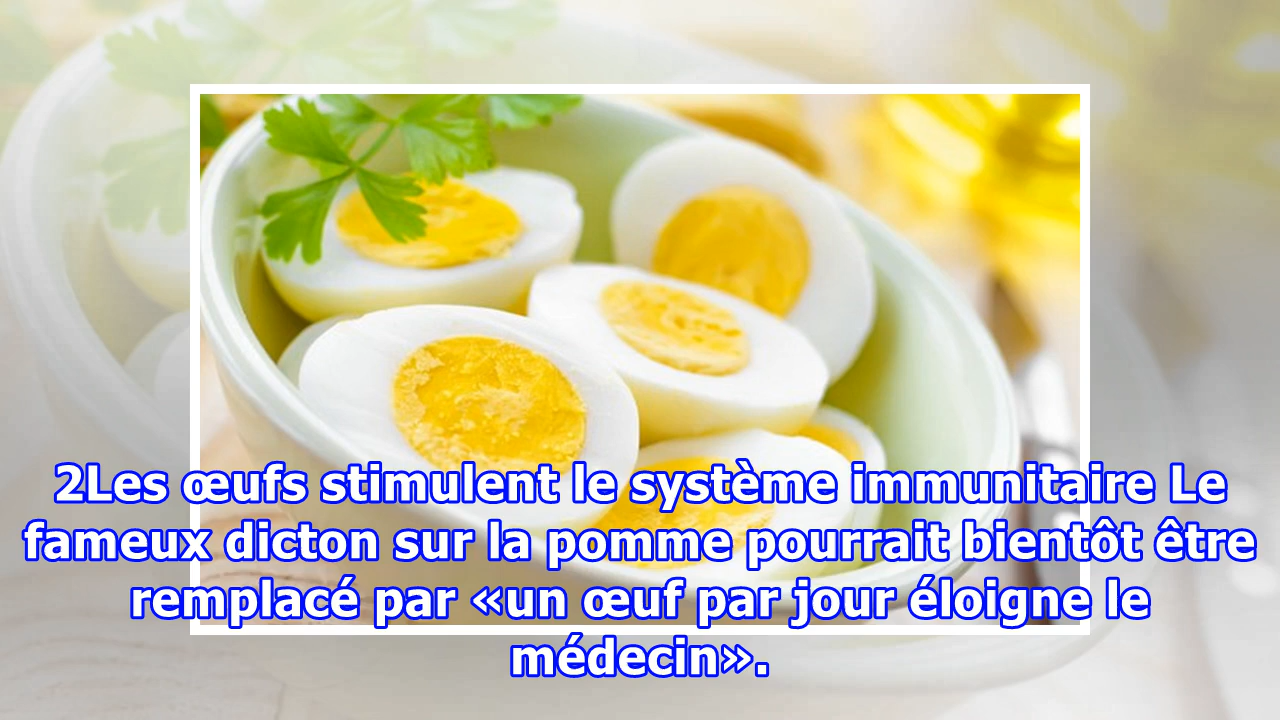 2Les œufs stimulent le système immunitaire Le
fameux dicton sur la pomme pourrait bientôt être
remplacé par «un œuf par jour éloigne le
médecin».